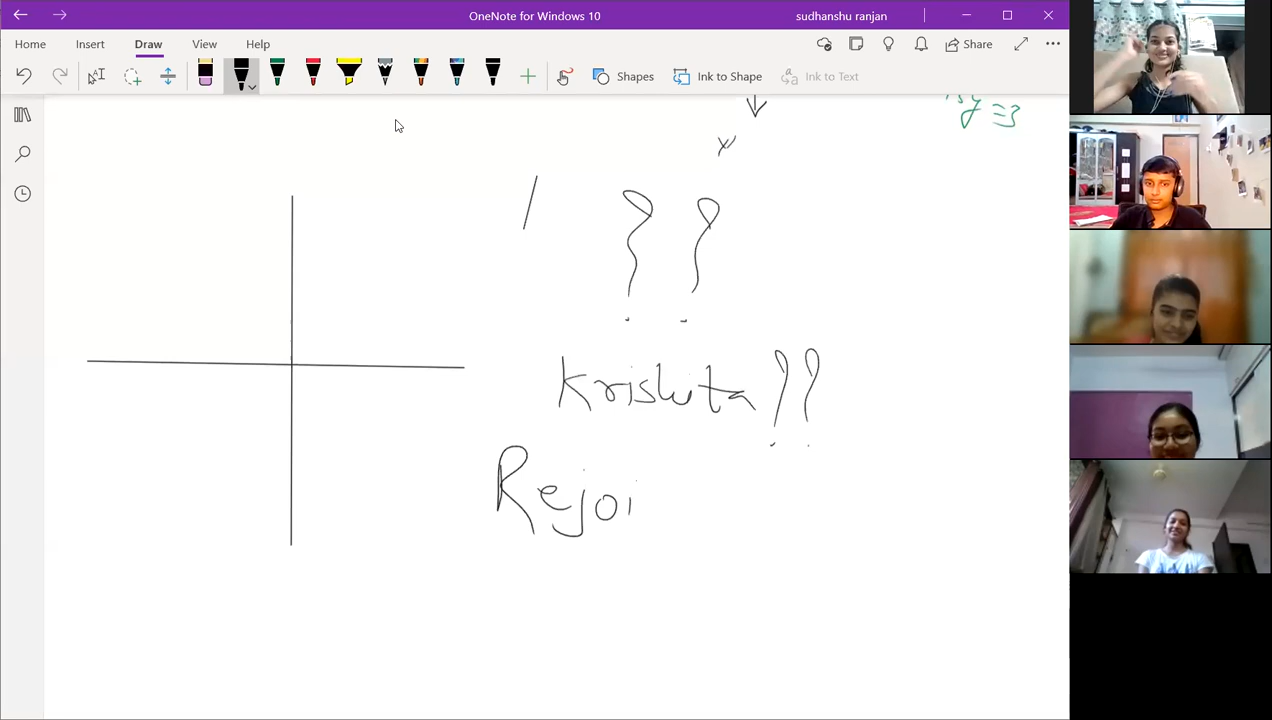 OneNote for Windows 10
sudhanshu ranjan
Home
Insert
Draw
View
Help
Share
Shapes
Ink to Shape
Ink to Text
??
Krishita??
Rejoi